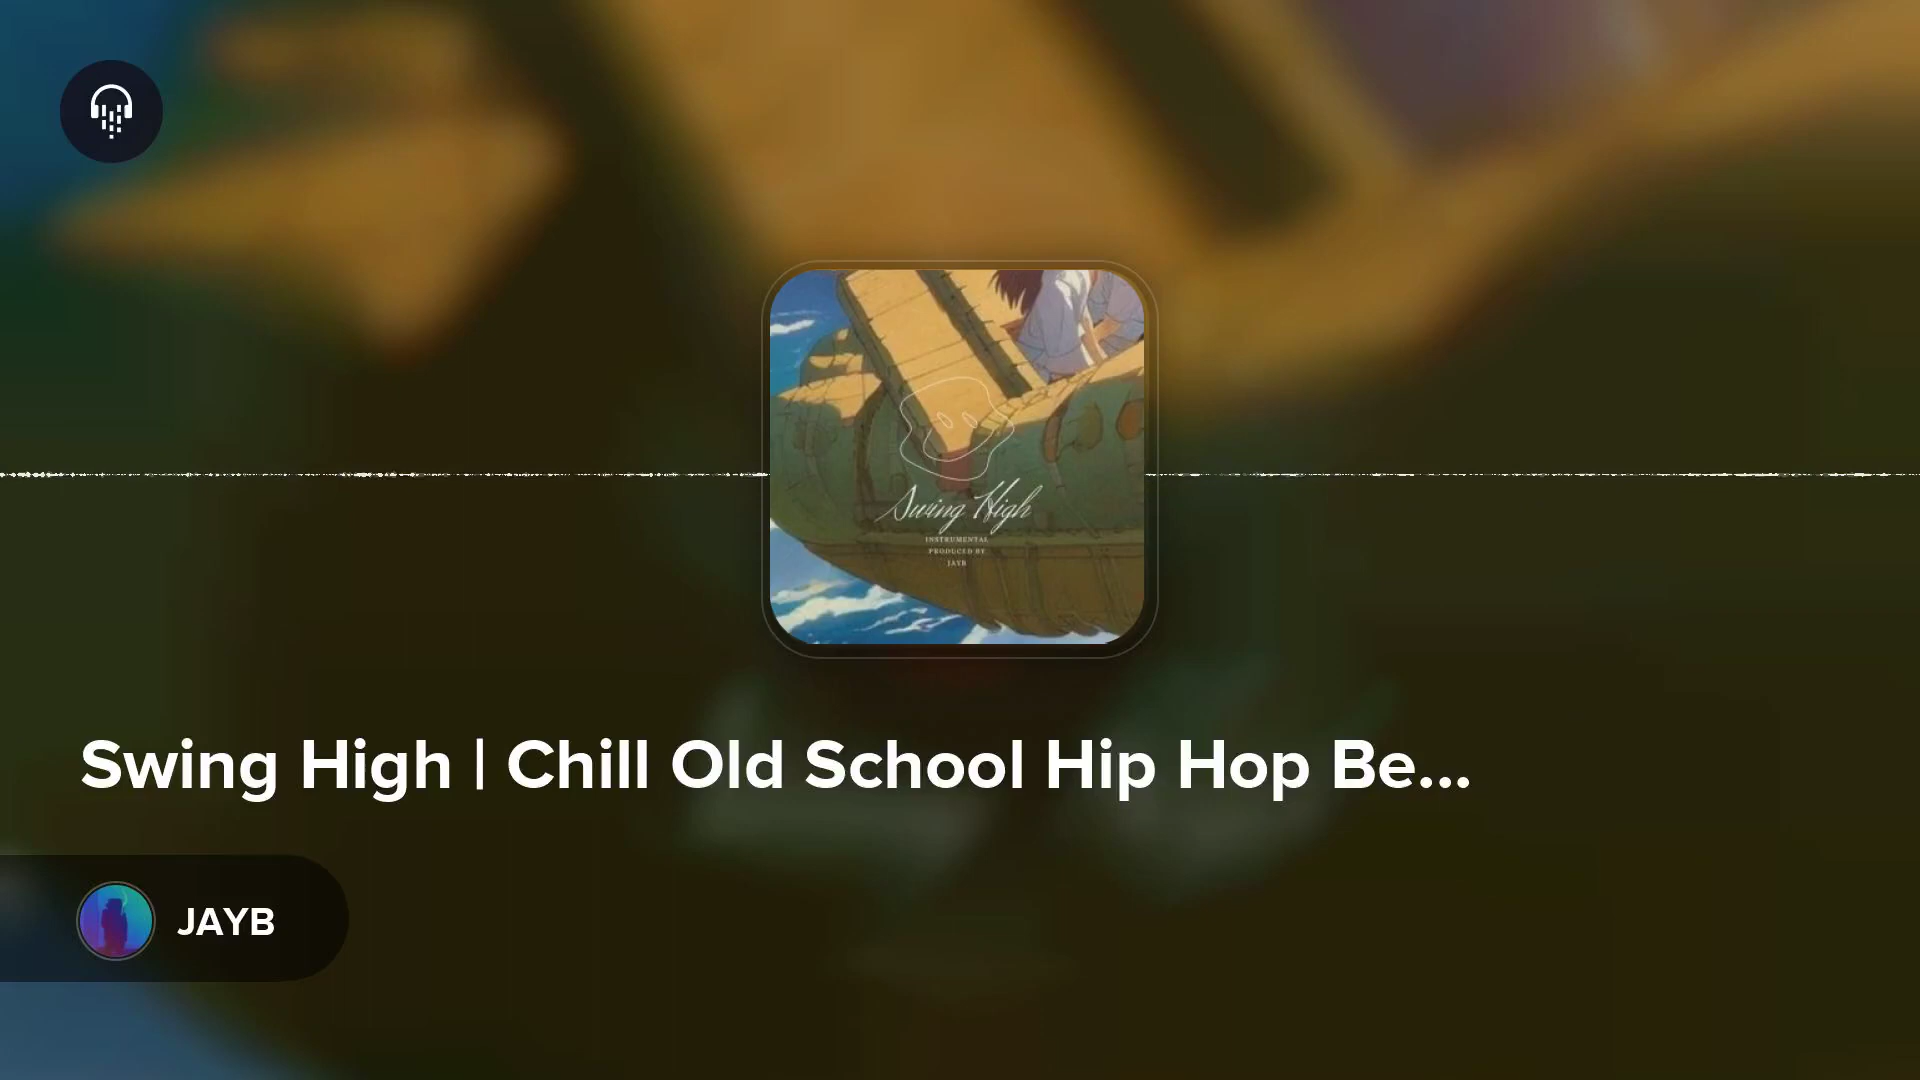 Swing High
INSTRUMENTAL
PRODUCED BY
JAYB
Swing High | Chill Old School Hip Hop Be...
JAYB